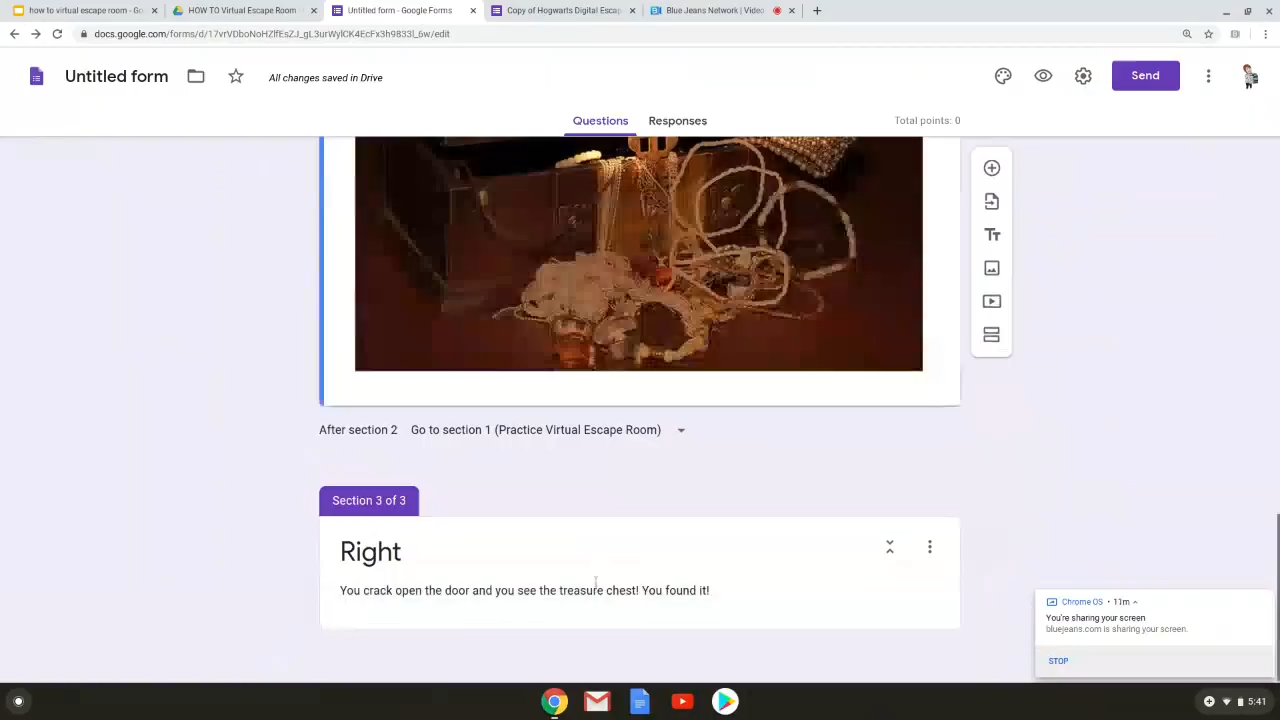 how to virtual escape room - Go
HOW TO Virtual Escape Room
Untitled form - Google Forms
Copy of Hogwarts Digital Escap
Blue Jeans Network | Video
docs.google.com/forms/d/17vrVDboNoHZlfEsZJ_gL3urWylCK4EcFx3h9833l_6w/edit
Untitled form
All changes saved in Drive
Send
Questions
Responses
Total points: 0
After section 2 Go to section 1 (Practice Virtual Escape Room)
Section 3 of 3
Right
You crack open the door and you see the treasure chest! You found it!
Chrome OS • 11m
You're sharing your screen
bluejeans.com is sharing your screen.
STOP
5:41